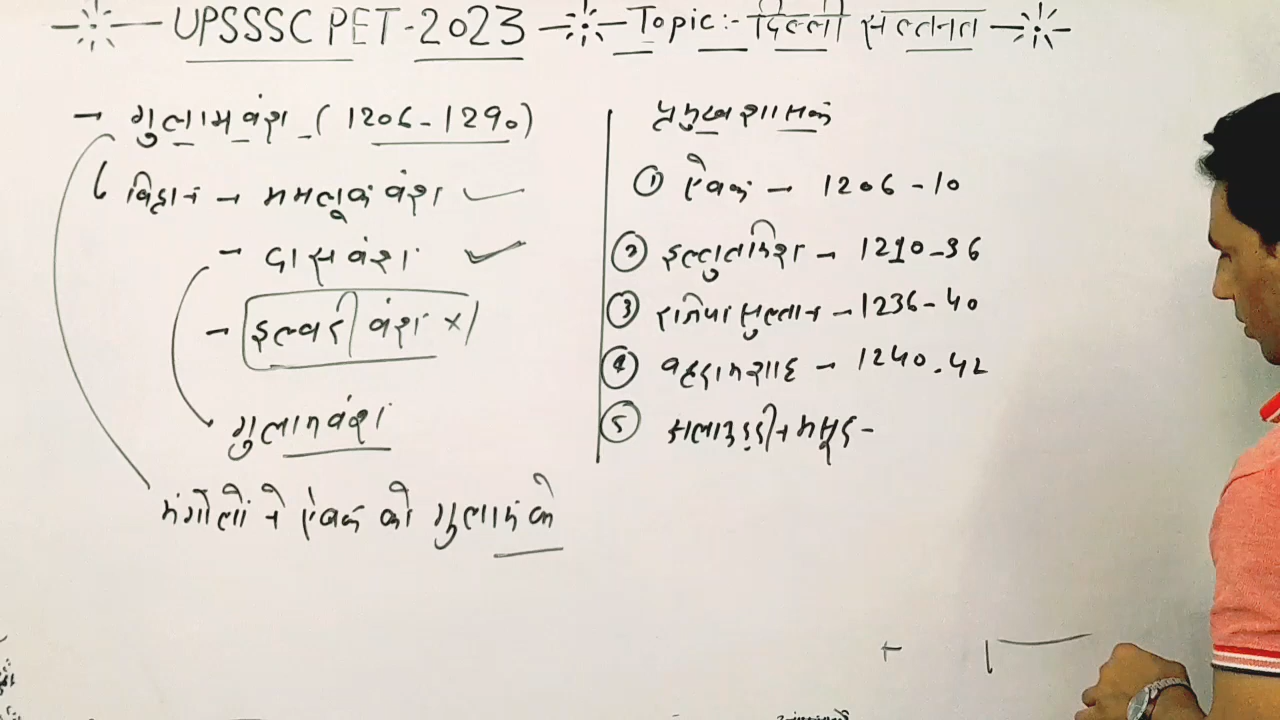 UPSSSC PET-2023 Topic:- दिल्ली सल्तनत
→ गुलाम वंश (1206-1290)
विद्वान → ममलूक वंश ✓
- दास वंश ✓
- इल्बरी वंश ×
गुलाम वंश
मंगोलों ने ऐबक को गुलाम के
प्रमुख शासक
① ऐबक → 1206-10
② इल्तुतमिश → 1210-36
③ रजिया सुल्तान - 1236-40
④ बहरामशाह → 1240-42
⑤ अलाउद्दीन मसूद -